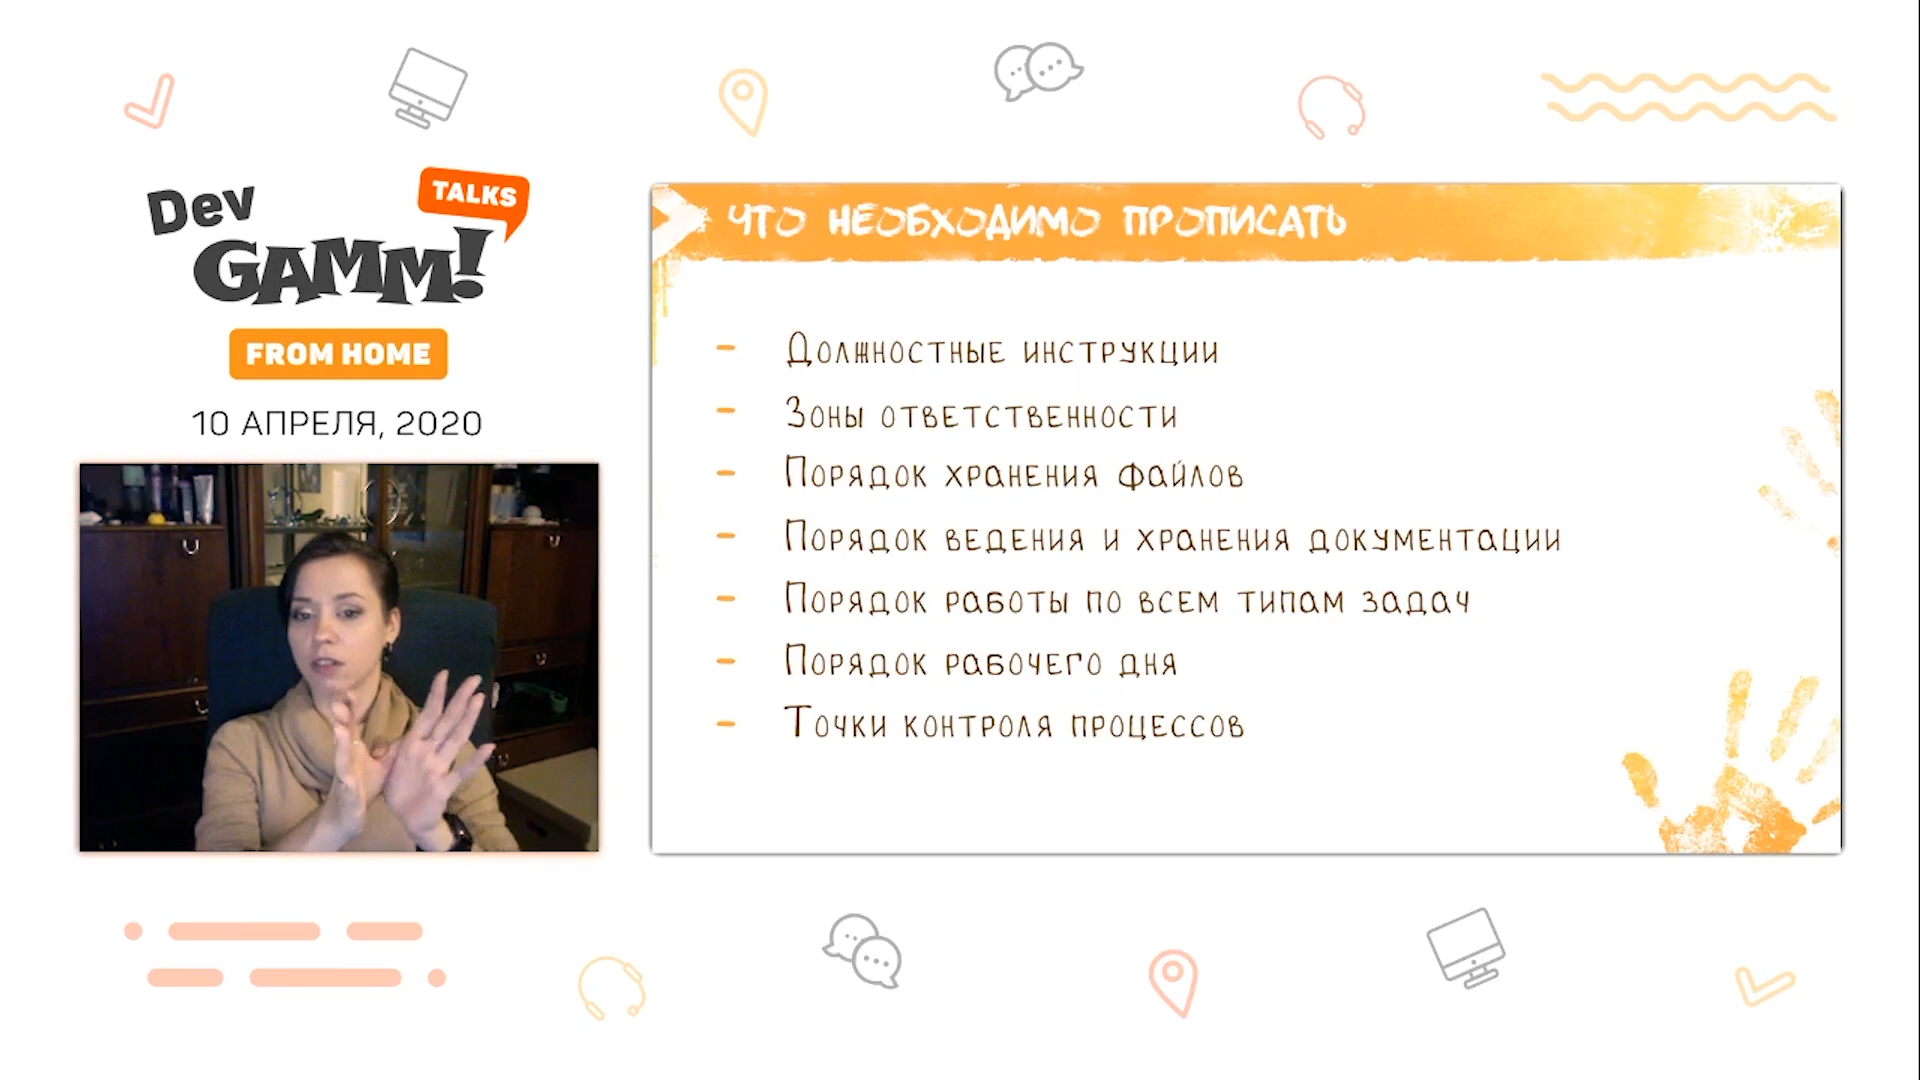 Dev
TALKS
GAMM!
FROM HOME
10 АПРЕЛЯ, 2020
ЧТО НЕОБХОДИМО ПРОПИСАТЬ
- Должностные инструкции
- Зоны ответственности
- Порядок хранения файлов
- Порядок ведения и хранения документации
- Порядок работы по всем типам задач
- Порядок рабочего дня
- Точки контроля процессов